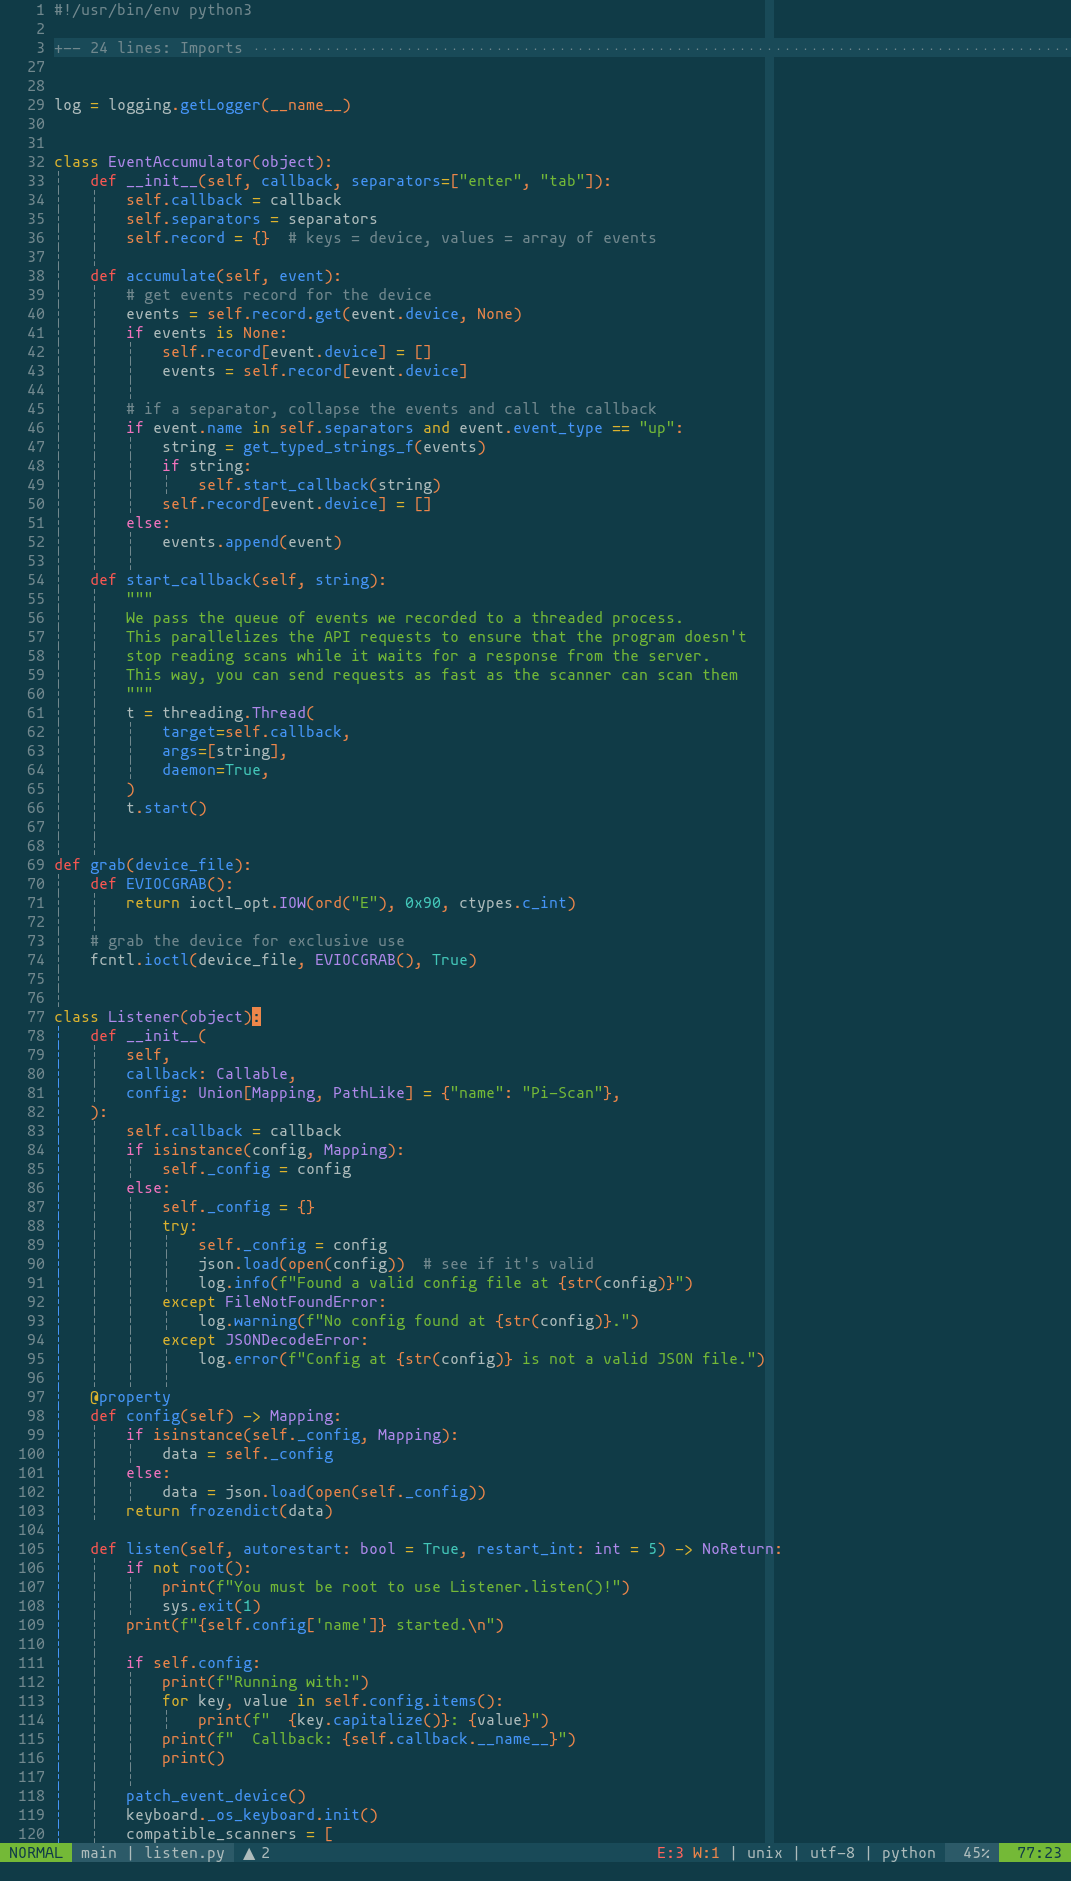 1 #!/usr/bin/env python3
2
3 +-- 24 lines: Imports ··························································································
27
28
29 log = logging.getLogger(__name__)
30
31
32 class EventAccumulator(object):
33     def __init__(self, callback, separators=["enter", "tab"]):
34         self.callback = callback
35         self.separators = separators
36         self.record = {}  # keys = device, values = array of events
37
38     def accumulate(self, event):
39         # get events record for the device
40         events = self.record.get(event.device, None)
41         if events is None:
42             self.record[event.device] = []
43             events = self.record[event.device]
44
45         # if a separator, collapse the events and call the callback
46         if event.name in self.separators and event.event_type == "up":
47             string = get_typed_strings_f(events)
48             if string:
49                 self.start_callback(string)
50             self.record[event.device] = []
51         else:
52             events.append(event)
53
54     def start_callback(self, string):
55         """
56         We pass the queue of events we recorded to a threaded process.
57         This parallelizes the API requests to ensure that the program doesn't
58         stop reading scans while it waits for a response from the server.
59         This way, you can send requests as fast as the scanner can scan them
60         """
61         t = threading.Thread(
62             target=self.callback,
63             args=[string],
64             daemon=True,
65         )
66         t.start()
67
68
69 def grab(device_file):
70     def EVIOCGRAB():
71         return ioctl_opt.IOW(ord("E"), 0x90, ctypes.c_int)
72
73     # grab the device for exclusive use
74     fcntl.ioctl(device_file, EVIOCGRAB(), True)
75
76
77 class Listener(object):
78     def __init__(
79         self,
80         callback: Callable,
81         config: Union[Mapping, PathLike] = {"name": "Pi-Scan"},
82     ):
83         self.callback = callback
84         if isinstance(config, Mapping):
85             self._config = config
86         else:
87             self._config = {}
88             try:
89                 self._config = config
90                 json.load(open(config))  # see if it's valid
91                 log.info(f"Found a valid config file at {str(config)}")
92             except FileNotFoundError:
93                 log.warning(f"No config found at {str(config)}.")
94             except JSONDecodeError:
95                 log.error(f"Config at {str(config)} is not a valid JSON file.")
96
97     @property
98     def config(self) -> Mapping:
99         if isinstance(self._config, Mapping):
100             data = self._config
101         else:
102             data = json.load(open(self._config))
103         return frozendict(data)
104
105     def listen(self, autorestart: bool = True, restart_int: int = 5) -> NoReturn:
106         if not root():
107             print(f"You must be root to use Listener.listen()!")
108             sys.exit(1)
109         print(f"{self.config['name']} started.\n")
110
111         if self.config:
112             print(f"Running with:")
113             for key, value in self.config.items():
114                 print(f"  {key.capitalize()}: {value}")
115             print(f"  Callback: {self.callback.__name__}")
116             print()
117
118         patch_event_device()
119         keyboard._os_keyboard.init()
120         compatible_scanners = [
NORMAL main | listen.py ▲ 2 E:3 W:1 | unix | utf-8 | python 45% 77:23